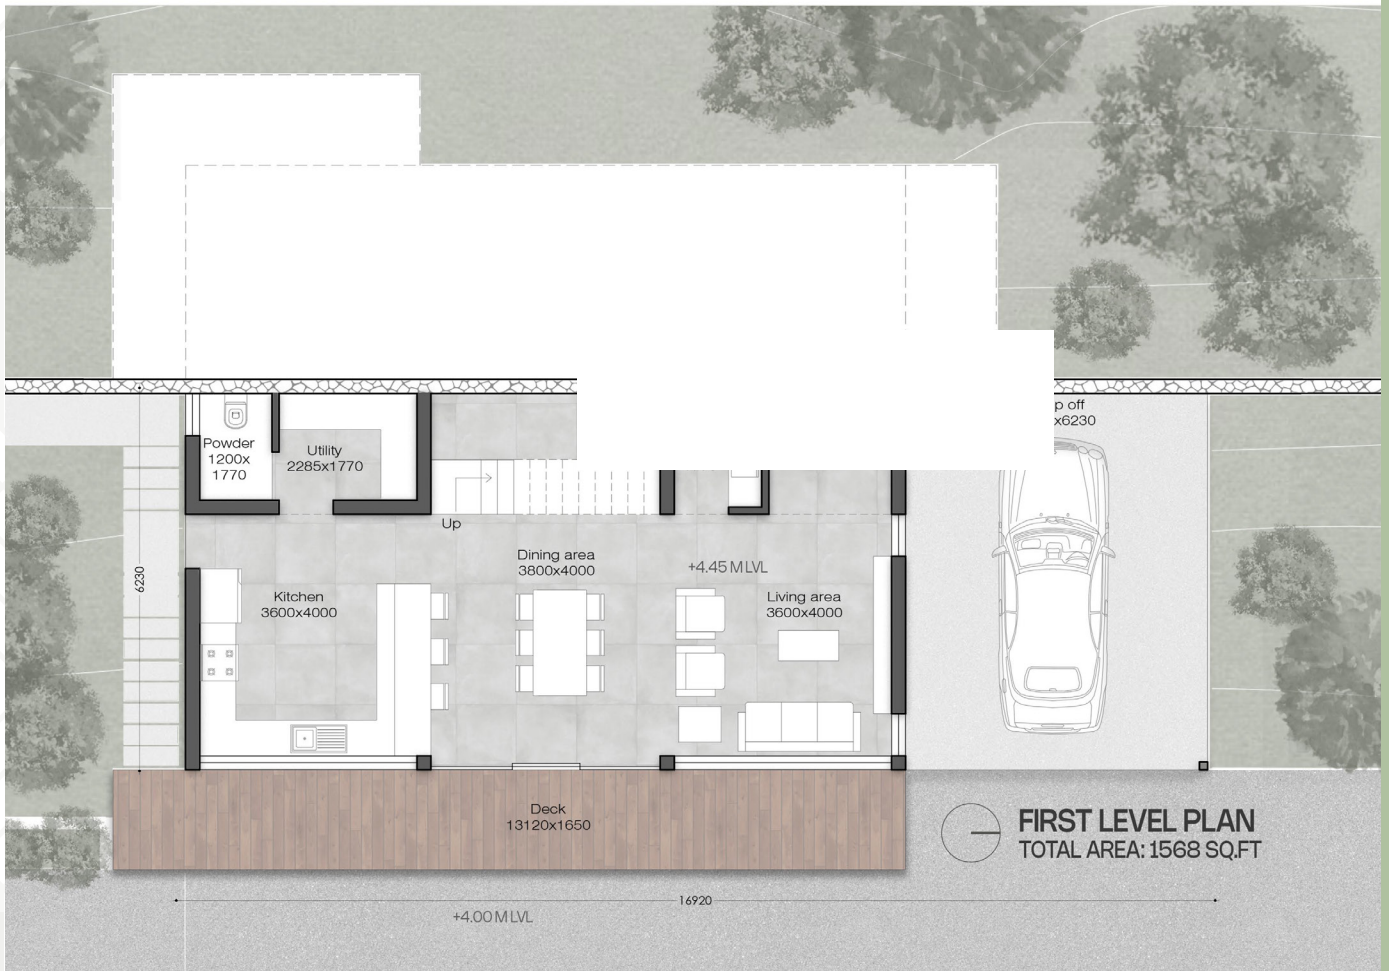 p off
x6230
Powder
1200x
1770
Utility
2285x1770
Up
Dining area
3800x4000
+4.45 M LVL
Kitchen
3600x4000
Living area
3600x4000
6230
Deck
13120x1650
FIRST LEVEL PLAN
TOTAL AREA: 1568 SQ.FT
16920
+4.00 M LVL